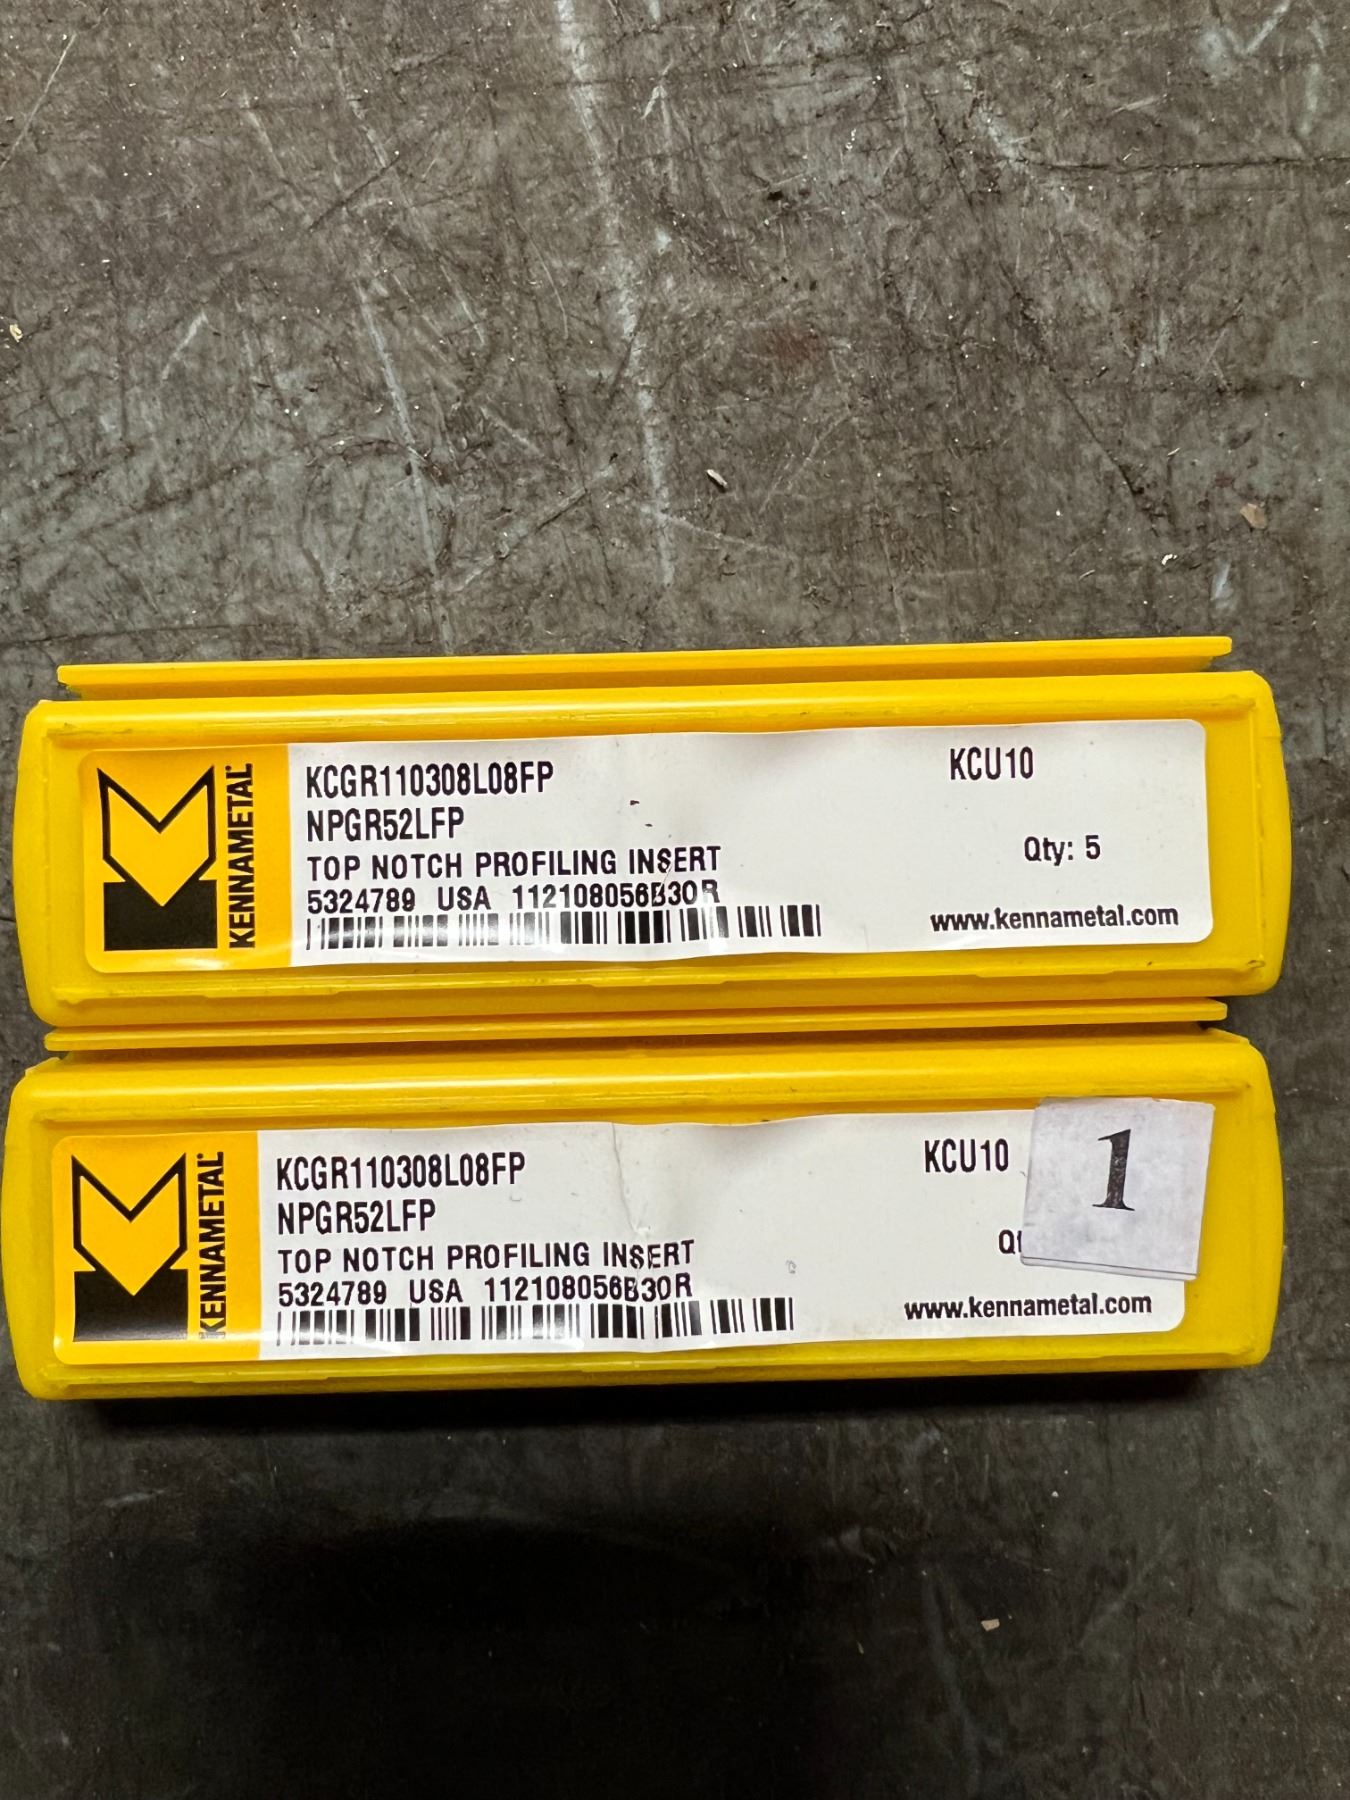 KENNAMETAL
KCGR110308L08FP KCU10
NPGR52LFP
TOP NOTCH PROFILING INSERT Qty: 5
5324789 USA 112108056B30R
www.kennametal.com
KENNAMETAL
KCGR110308L08FP KCU10 1
NPGR52LFP
TOP NOTCH PROFILING INSERT
5324789 USA 112108056B30R
www.kennametal.com